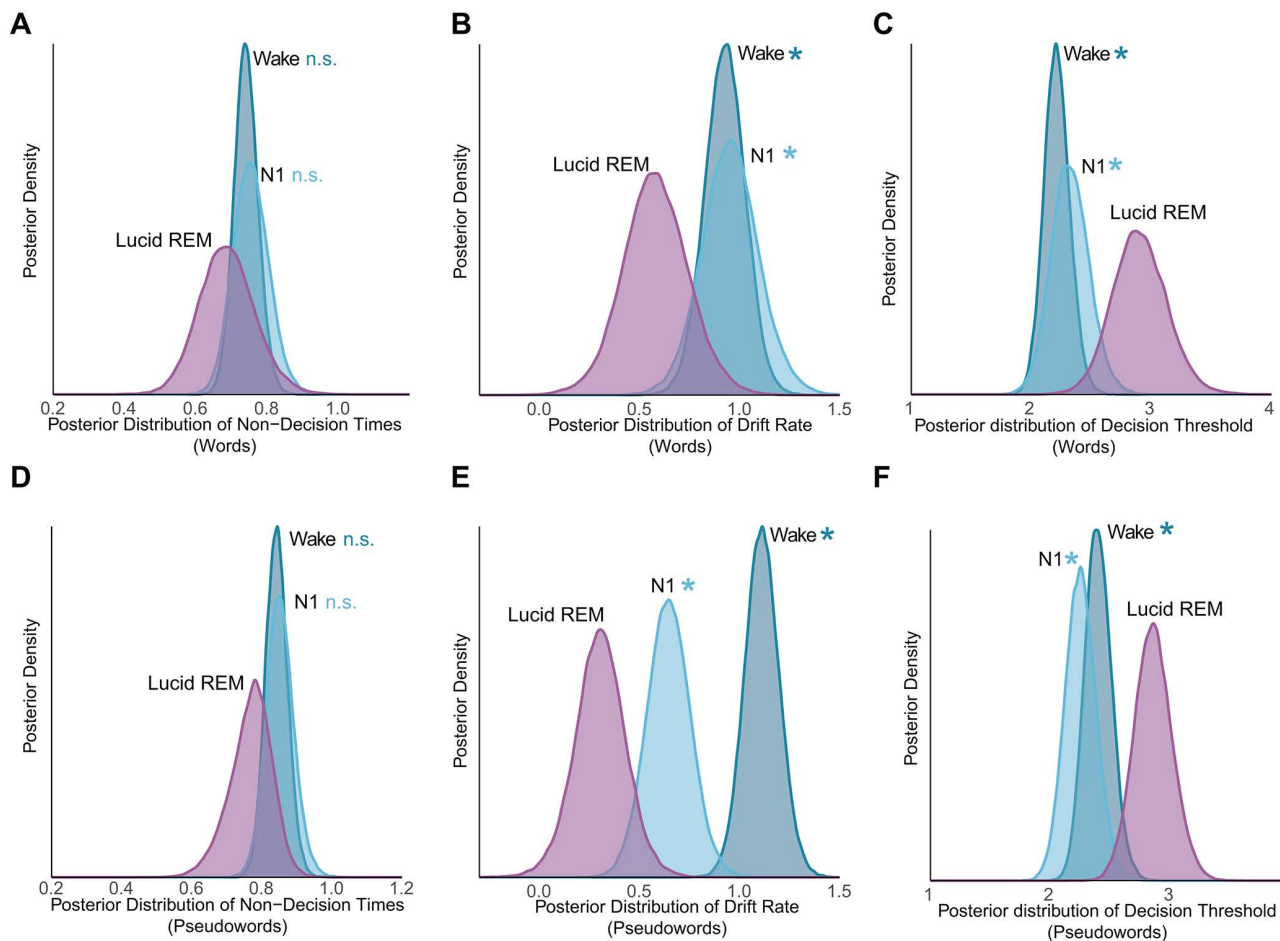 A
Wake n.s.
N1 n.s.
Lucid REM
Posterior Density
0.2 0.4 0.6 0.8 1.0
Posterior Distribution of Non−Decision Times
(Words)
B
Wake *
N1 *
Lucid REM
Posterior Density
0.0 0.5 1.0 1.5
Posterior Distribution of Drift Rate
(Words)
C
Wake *
N1 *
Lucid REM
Posterior Density
1 2 3 4
Posterior distribution of Decision Threshold
(Words)
D
Wake n.s.
N1 n.s.
Lucid REM
Posterior Density
0.2 0.4 0.6 0.8 1.0 1.2
Posterior Distribution of Non−Decision Times
(Pseudowords)
E
Wake *
N1 *
Lucid REM
Posterior Density
0.0 0.5 1.0 1.5
Posterior Distribution of Drift Rate
(Pseudowords)
F
Wake *
N1 *
Lucid REM
Posterior Density
1 2 3
Posterior distribution of Decision Threshold
(Pseudowords)